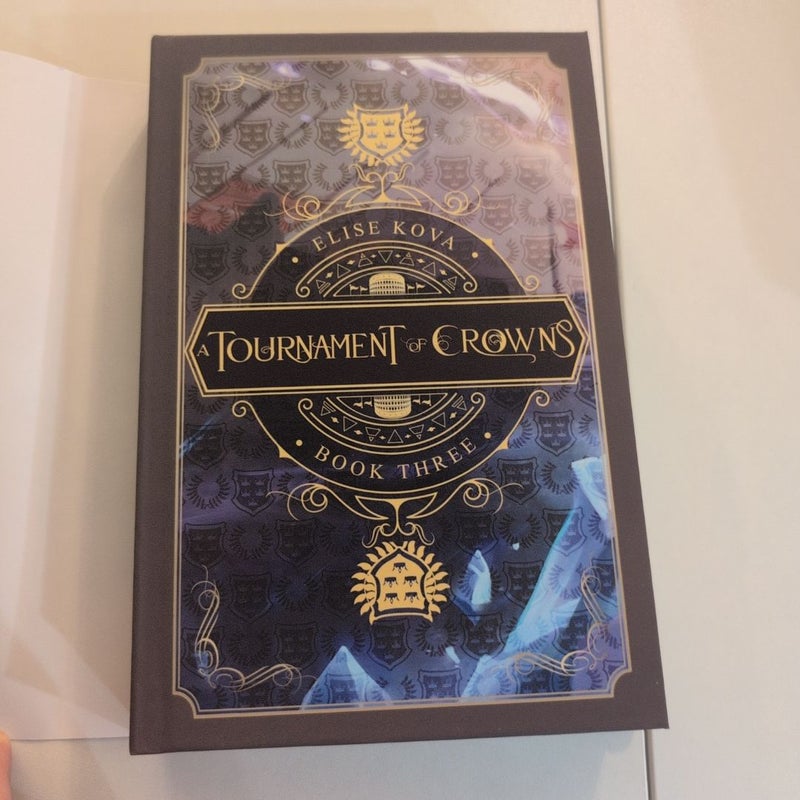 ELISE KOVA
A TOURNAMENT OF CROWNS
BOOK THREE